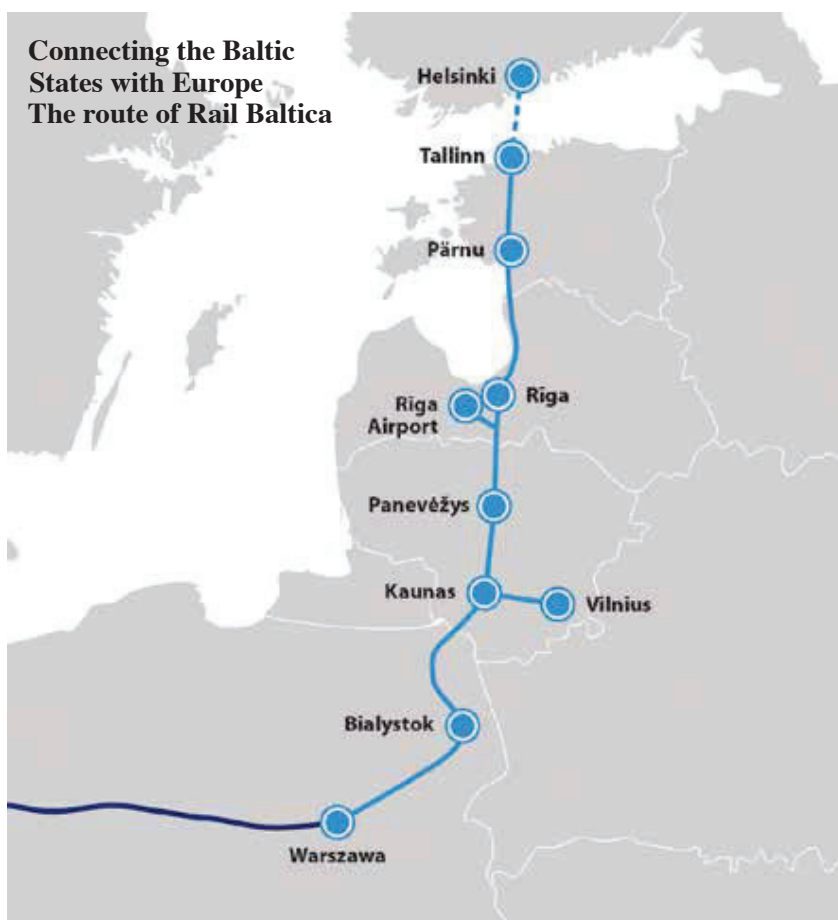 Connecting the Baltic
States with Europe
The route of Rail Baltica
Helsinki
Tallinn
Pärnu
Rīga
Airport
Rīga
Panevėžys
Kaunas
Vilnius
Bialystok
Warszawa